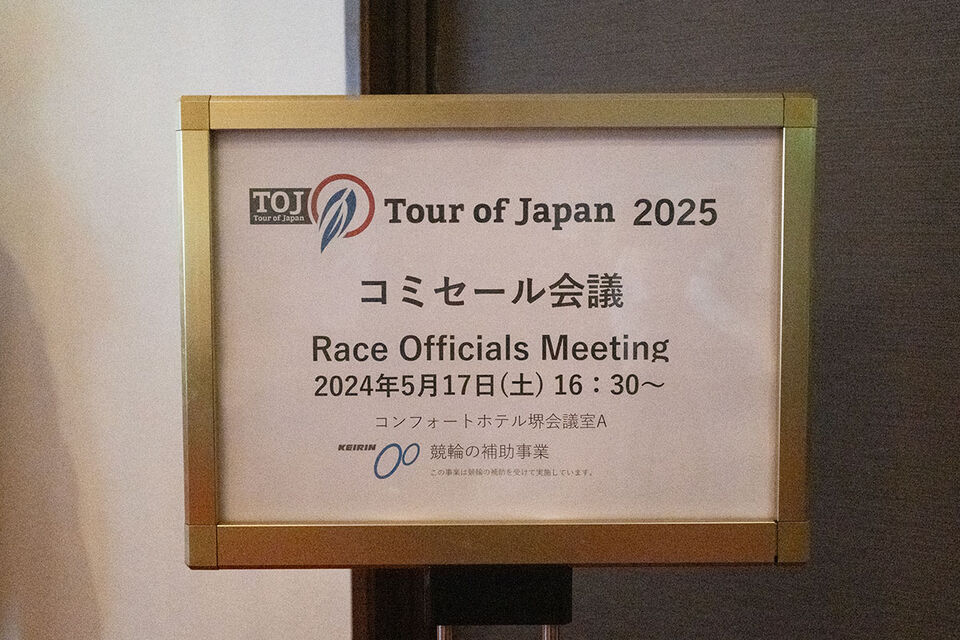 TOJ
Tour of Japan
Tour of Japan 2025
コミセール会議
Race Officials Meeting
2024年5月17日(土) 16：30～
コンフォートホテル堺会議室A
KEIRIN 競輪の補助事業
この事業は競輪の補助を受けて実施しています。